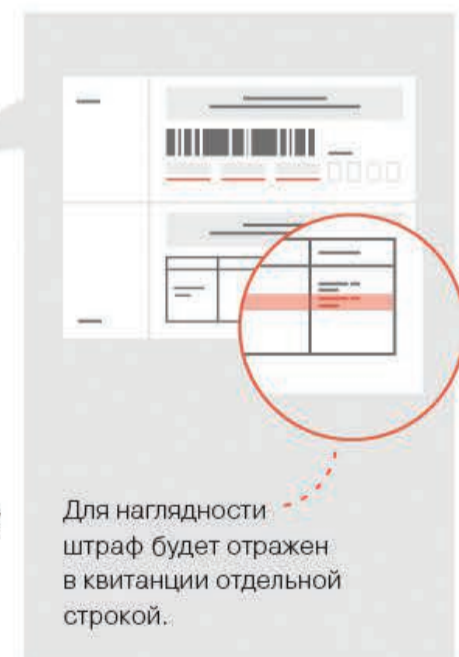 Для наглядности
штраф будет отражен
в квитанции отдельной
строкой.